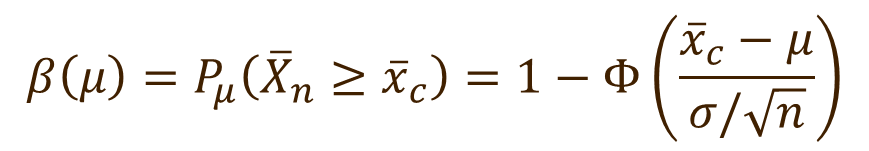 β(μ) = P_μ(X̄_n ≥ x̄_c) = 1 − Φ((x̄_c − μ)/(σ/√n))